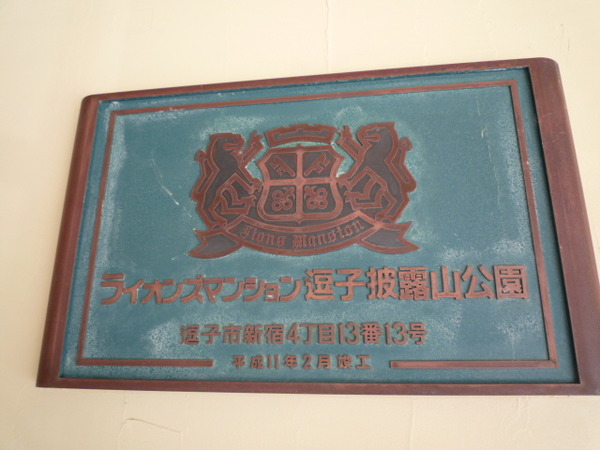 Lions Mansion
ライオンズマンション逗子披露山公園
逗子市新宿4丁目13番13号
平成11年2月竣工